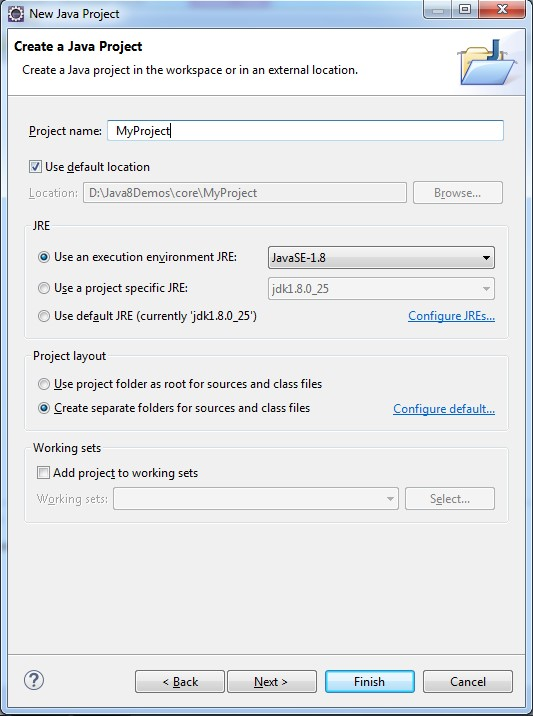 New Java Project
Create a Java Project
Create a Java project in the workspace or in an external location.
Project name: MyProject
Use default location
Location: D:\Java8Demos\core\MyProject Browse...
JRE
Use an execution environment JRE: JavaSE-1.8
Use a project specific JRE: jdk1.8.0_25
Use default JRE (currently 'jdk1.8.0_25') Configure JREs...
Project layout
Use project folder as root for sources and class files
Create separate folders for sources and class files Configure default...
Working sets
Add project to working sets
Working sets: Select...
? < Back Next > Finish Cancel